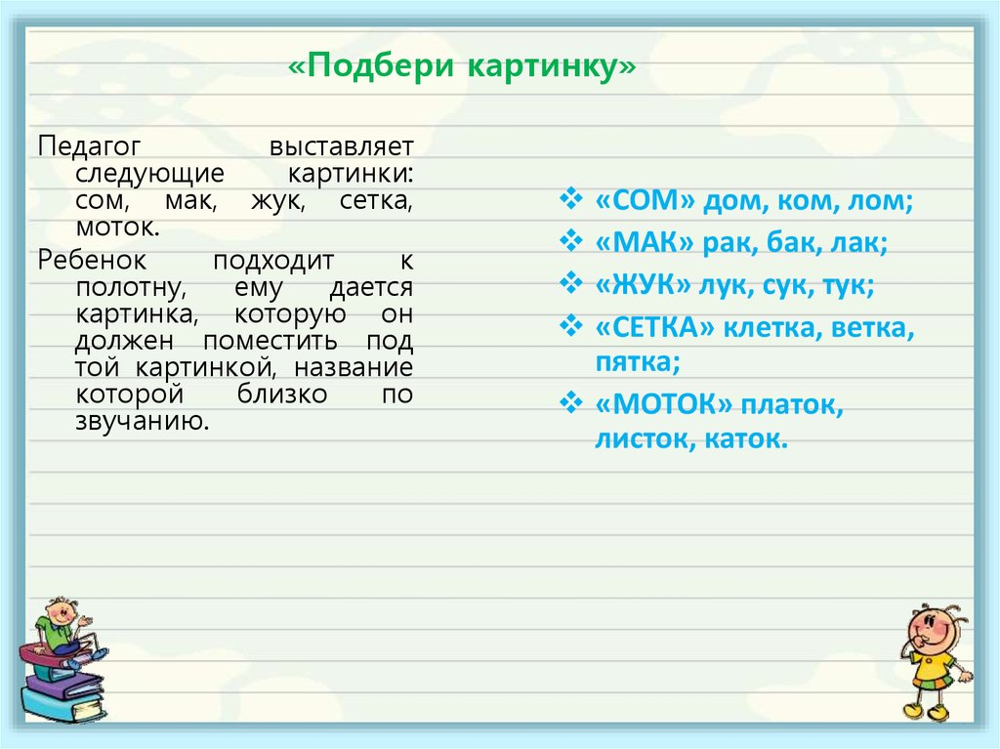 «Подбери картинку»
Педагог выставляет
следующие картинки:
сом, мак, жук, сетка,
моток.
Ребенок подходит к
полотну, ему дается
картинка, которую он
должен поместить под
той картинкой, название
которой близко по
звучанию.
❖ «СОМ» дом, ком, лом;
❖ «МАК» рак, бак, лак;
❖ «ЖУК» лук, сук, тук;
❖ «СЕТКА» клетка, ветка,
пятка;
❖ «МОТОК» платок,
листок, каток.